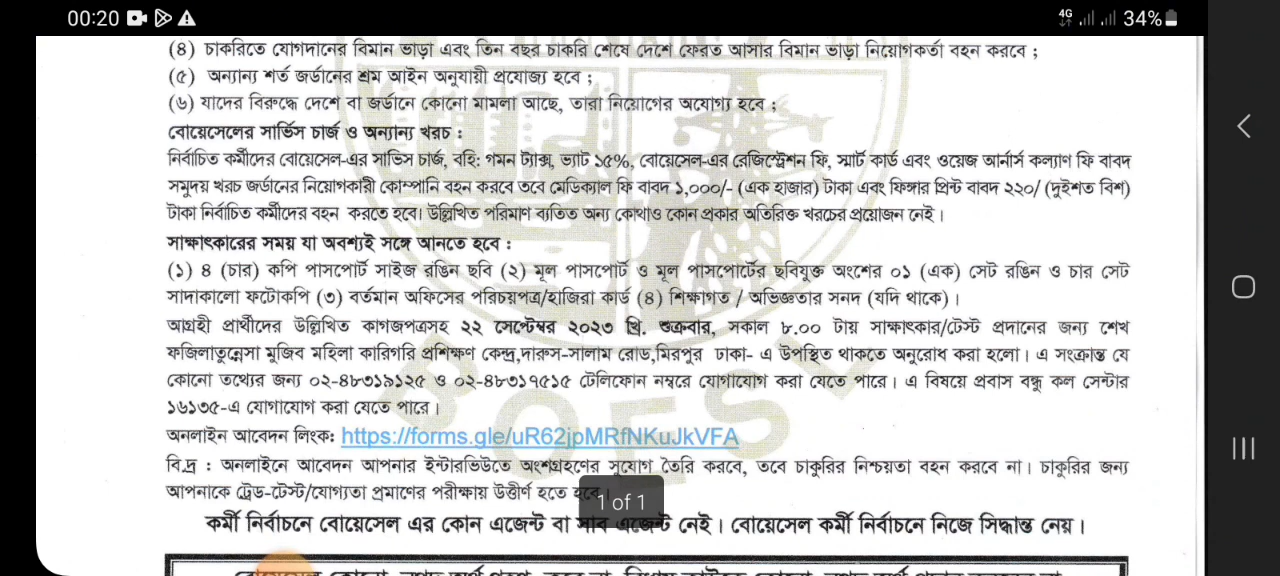 00:20
4G 34%
(৪) চাকরিতে যোগদানের বিমান ভাড়া এবং তিন বছর চাকরি শেষে দেশে ফেরত আসার বিমান ভাড়া নিয়োগকর্তা বহন করবে ;
(৫) অন্যান্য শর্ত জর্ডানের শ্রম আইন অনুযায়ী প্রযোজ্য হবে ;
(৬) যাদের বিরুদ্ধে দেশে বা জর্ডানে কোনো মামলা আছে, তারা নিয়োগের অযোগ্য হবে ;
বোয়েসেলের সার্ভিস চার্জ ও অন্যান্য খরচ :
নির্বাচিত কর্মীদের বোয়েসেল-এর সার্ভিস চার্জ, বহি: গমন ট্যাক্স, ভ্যাট ১৫%, বোয়েসেল-এর রেজিস্ট্রেশন ফি, স্মার্ট কার্ড এবং ওয়েজ আর্নার্স কল্যাণ ফি বাবদ
সমুদয় খরচ জর্ডানের নিয়োগকারী কোম্পানি বহন করবে তবে মেডিক্যাল ফি বাবদ ১,০০০/- (এক হাজার) টাকা এবং ফিঙ্গার প্রিন্ট বাবদ ২২০/ (দুইশত বিশ)
টাকা নির্বাচিত কর্মীদের বহন করতে হবে। উল্লিখিত পরিমাণ ব্যতিত অন্য কোথাও কোন প্রকার অতিরিক্ত খরচের প্রয়োজন নেই।
সাক্ষাৎকারের সময় যা অবশ্যই সঙ্গে আনতে হবে :
(১) ৪ (চার) কপি পাসপোর্ট সাইজ রঙিন ছবি (২) মূল পাসপোর্ট ও মূল পাসপোর্টের ছবিযুক্ত অংশের ০১ (এক) সেট রঙিন ও চার সেট
সাদাকালো ফটোকপি (৩) বর্তমান অফিসের পরিচয়পত্র/হাজিরা কার্ড (৪) শিক্ষাগত / অভিজ্ঞতার সনদ (যদি থাকে)।
আগ্রহী প্রার্থীদের উল্লিখিত কাগজপত্রসহ ২২ সেপ্টেম্বর ২০২৩ খ্রি. শুক্রবার, সকাল ৮.০০ টায় সাক্ষাৎকার/টেস্ট প্রদানের জন্য শেখ
ফজিলাতুন্নেসা মুজিব মহিলা কারিগরি প্রশিক্ষণ কেন্দ্র,দারুস-সালাম রোড,মিরপুর ঢাকা- এ উপস্থিত থাকতে অনুরোধ করা হলো। এ সংক্রান্ত যে
কোনো তথ্যের জন্য ০২-৪৮৩১৯১২৫ ও ০২-৪৮৩১৭৫১৫ টেলিফোন নম্বরে যোগাযোগ করা যেতে পারে। এ বিষয়ে প্রবাস বন্ধু কল সেন্টার
১৬১৩৫-এ যোগাযোগ করা যেতে পারে।
অনলাইন আবেদন লিংক: https://forms.gle/uR62jpMRfNKuJkVFA
বি.দ্র : অনলাইনে আবেদন আপনার ইন্টারভিউতে অংশগ্রহণের সুযোগ তৈরি করবে, তবে চাকুরির নিশ্চয়তা বহন করবে না। চাকুরির জন্য
আপনাকে ট্রেড-টেস্ট/যোগ্যতা প্রমাণের পরীক্ষায় উত্তীর্ণ হতে হবে।
1 of 1
কর্মী নির্বাচনে বোয়েসেল এর কোন এজেন্ট বা সাব এজেন্ট নেই। বোয়েসেল কর্মী নির্বাচনে নিজে সিদ্ধান্ত নেয়।